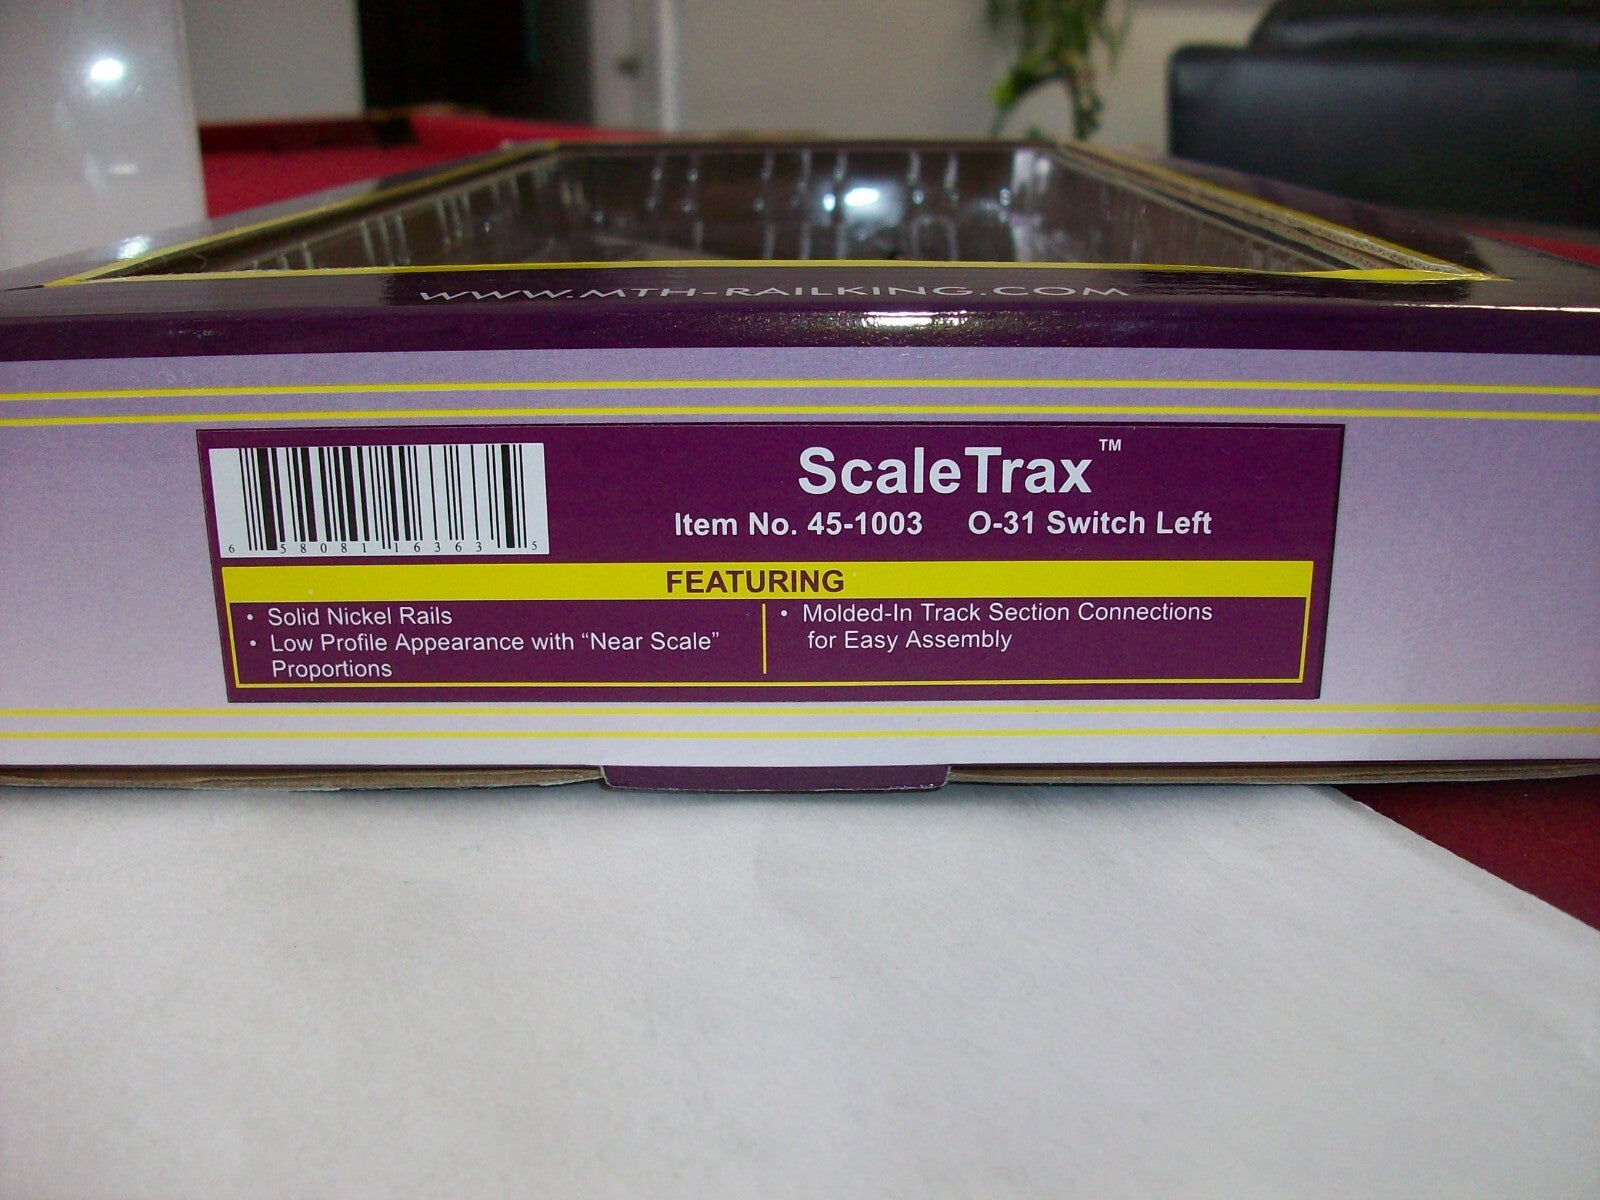 WWW.MTH-RAILKING.COM
ScaleTrax™
Item No. 45-1003 O-31 Switch Left
6 58081 16363 5
FEATURING
• Solid Nickel Rails
• Low Profile Appearance with “Near Scale”
Proportions
• Molded-In Track Section Connections
for Easy Assembly